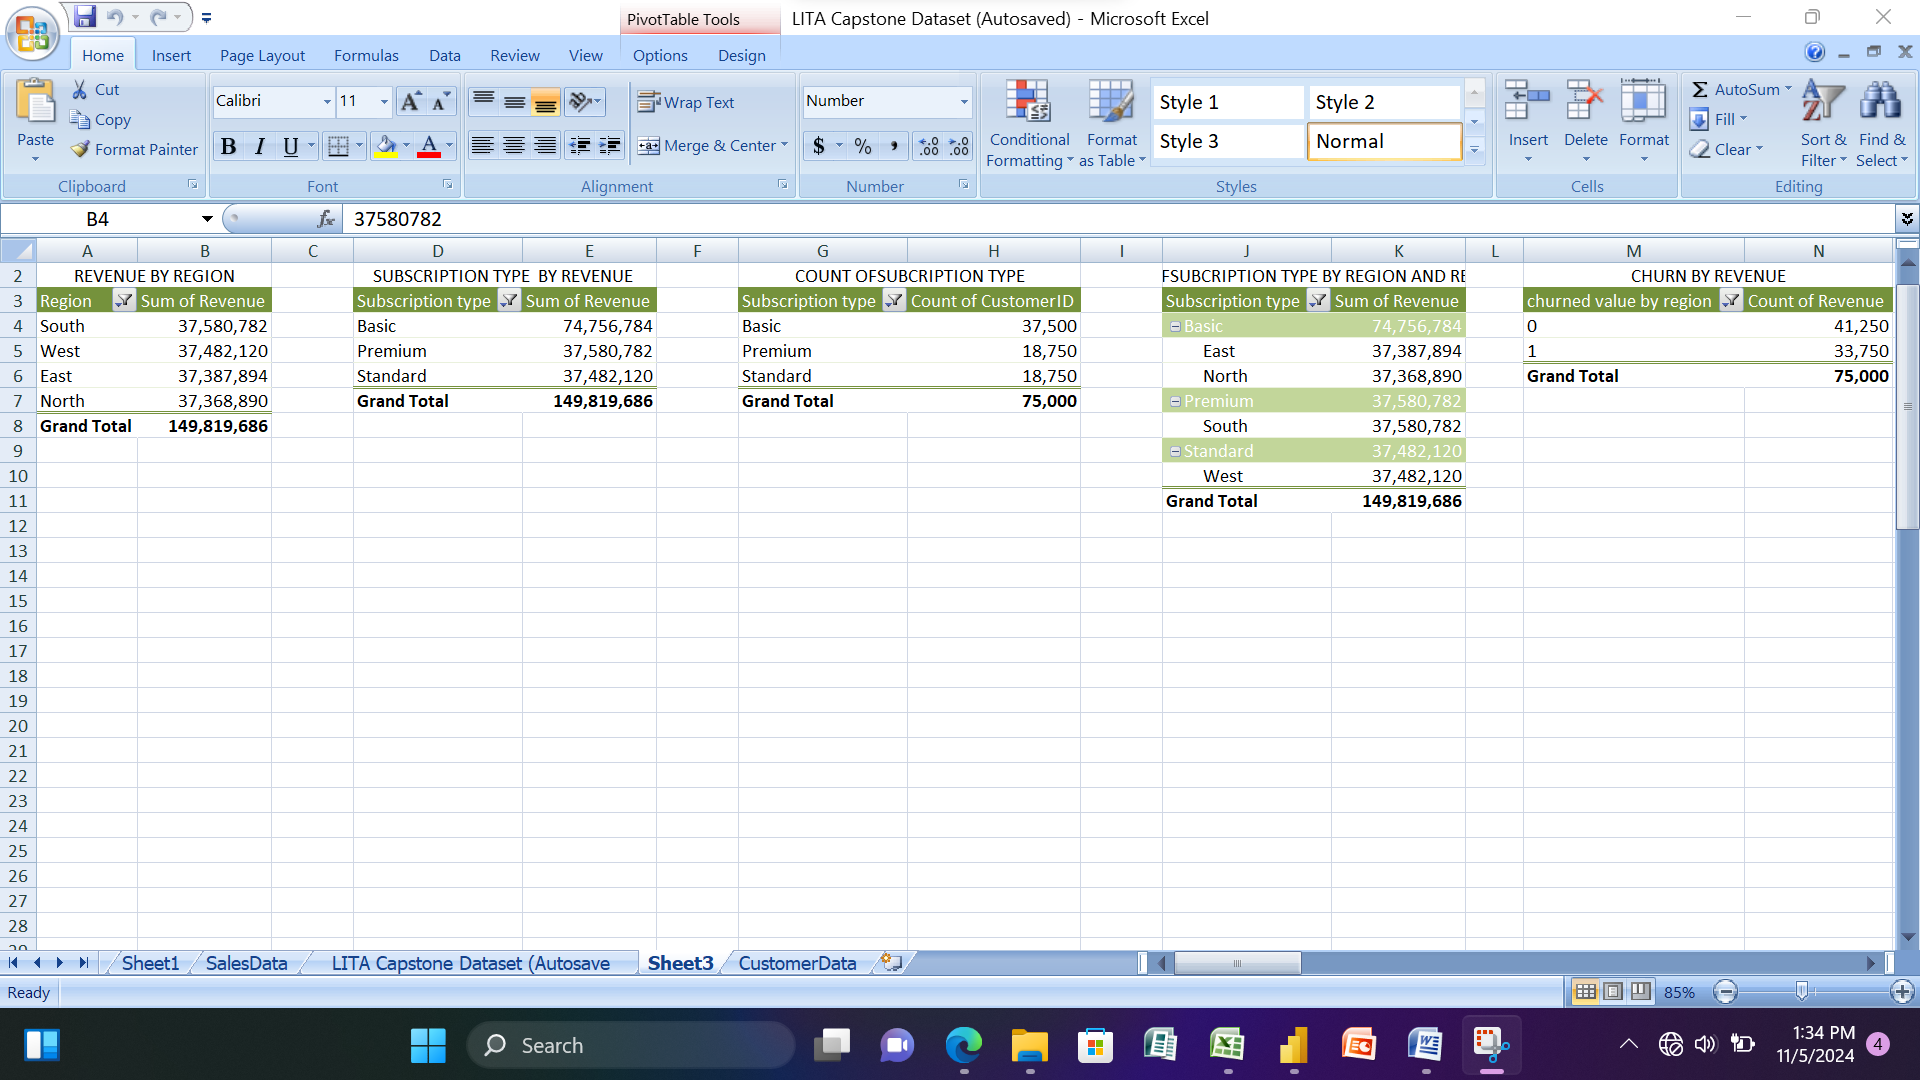 PivotTable Tools
LITA Capstone Dataset (Autosaved) - Microsoft Excel
Home Insert Page Layout Formulas Data Review View Options Design
Paste
Cut
Copy
Format Painter
Clipboard
Calibri 11
B I U
Font
Wrap Text
Merge & Center
Alignment
Number
$ % ,
Number
Conditional Formatting
Format as Table
Style 1 Style 2
Style 3 Normal
Styles
Insert Delete Format
Cells
Σ AutoSum
Fill
Clear
Sort & Filter
Find & Select
Editing
B4 fx 37580782
A B C D E F G H I J K L M N
2 REVENUE BY REGION SUBSCRIPTION TYPE BY REVENUE COUNT OFSUBCRIPTION TYPE FSUBCRIPTION TYPE BY REGION AND RE CHURN BY REVENUE
3 Region Sum of Revenue Subscription type Sum of Revenue Subscription type Count of CustomerID Subscription type Sum of Revenue churned value by region Count of Revenue
4 South 37,580,782 Basic 74,756,784 Basic 37,500 Basic 74,756,784 0 41,250
5 West 37,482,120 Premium 37,580,782 Premium 18,750 East 37,387,894 1 33,750
6 East 37,387,894 Standard 37,482,120 Standard 18,750 North 37,368,890 Grand Total 75,000
7 North 37,368,890 Grand Total 149,819,686 Grand Total 75,000 Premium 37,580,782
8 Grand Total 149,819,686 South 37,580,782
9 Standard 37,482,120
10 West 37,482,120
11 Grand Total 149,819,686
12
13
14
15
16
17
18
19
20
21
22
23
24
25
26
27
28
29
Sheet1 SalesData LITA Capstone Dataset (Autosave Sheet3 CustomerData
Ready 85%
Search
1:34 PM
11/5/2024
4